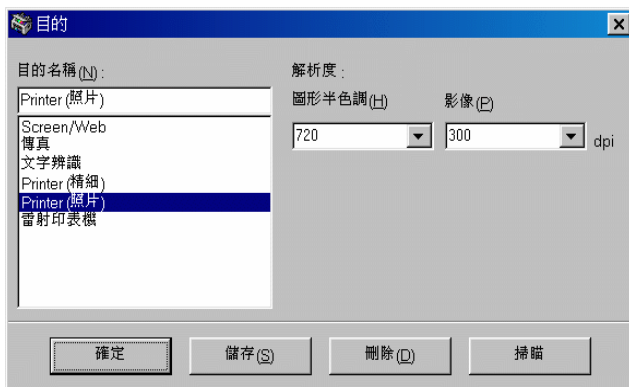 目的
目的名稱(N):
解析度:
Printer(照片)
圖形半色調(H)
影像(P)
720
300
dpi
Screen/Web
傳真
文字辨識
Printer(精細)
Printer(照片)
雷射印表機
確定
儲存(S)
刪除(D)
掃瞄